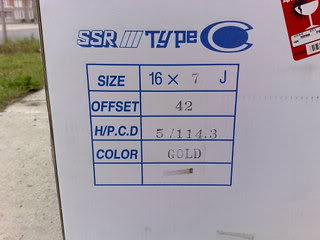 SSR TYPE C
SIZE 16 × 7 J
OFFSET 42
H/P.C.D 5/114.3
COLOR GOLD